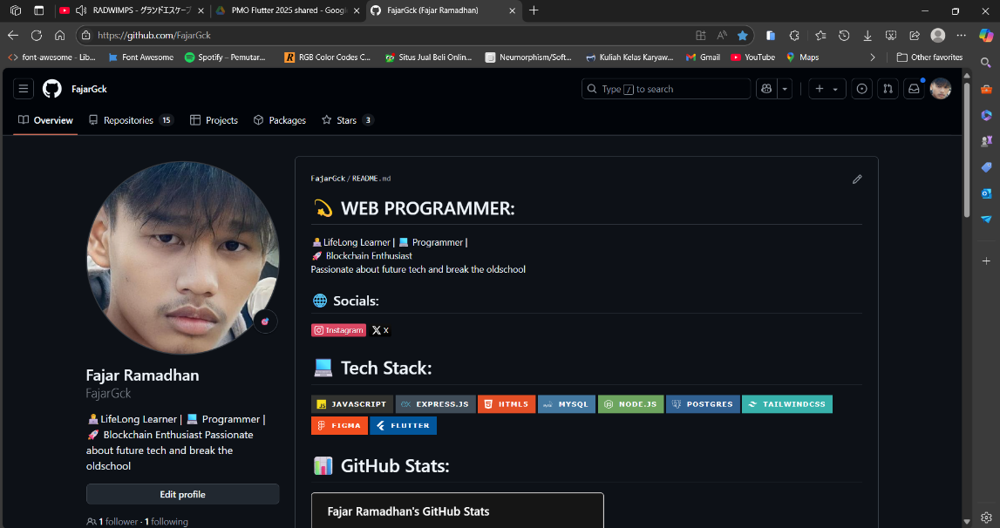 RADWIMPS - グランドエスケープ
PMO Flutter 2025 shared - Googl
FajarGck (Fajar Ramadhan)
https://github.com/FajarGck
font-awesome - Lib...
Font Awesome
Spotify – Pemutar...
RGB Color Codes C...
Situs Jual Beli Onlin...
Neumorphism/Soft...
Kuliah Kelas Karyaw...
Gmail
YouTube
Maps
Other favorites
FajarGck
Type / to search
Overview
Repositories 15
Projects
Packages
Stars 3
FajarGck/README.md
WEB PROGRAMMER:
LifeLong Learner | Programmer |
Blockchain Enthusiast
Passionate about future tech and break the oldschool
Socials:
Instagram
X X
Tech Stack:
JS JAVASCRIPT
EX EXPRESS.JS
HTML5
MYSQL
NODE.JS
POSTGRES
TAILWINDCSS
FIGMA
FLUTTER
GitHub Stats:
Fajar Ramadhan's GitHub Stats
Fajar Ramadhan
FajarGck
LifeLong Learner | Programmer |
Blockchain Enthusiast Passionate
about future tech and break the
oldschool
Edit profile
1 follower · 1 following